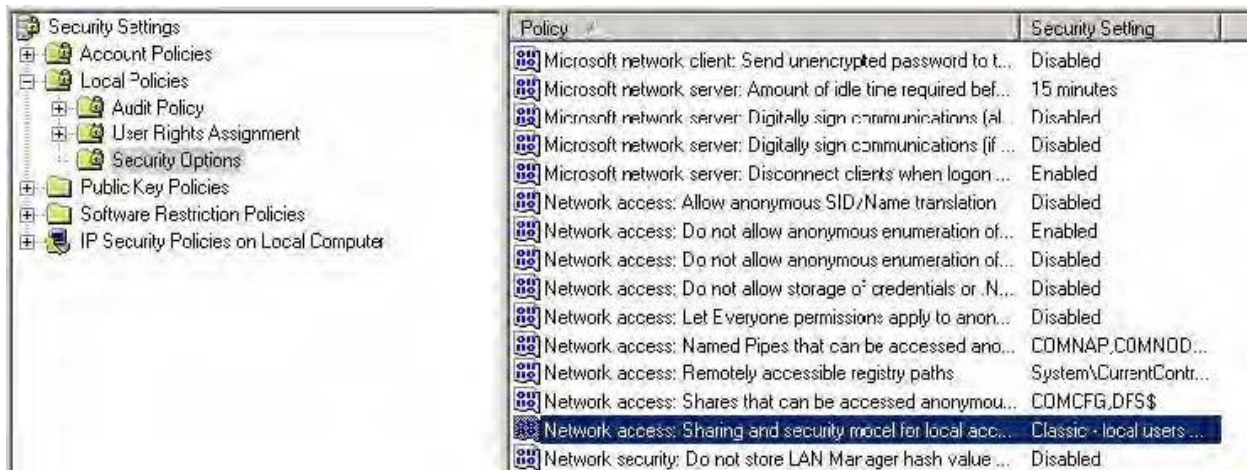 Security Settings
Account Policies
Local Policies
Audit Policy
User Rights Assignment
Security Options
Public Key Policies
Software Restriction Policies
IP Security Policies on Local Computer
Policy Security Setting
Microsoft network client: Send unencrypted password to t... Disabled
Microsoft network server: Amount of idle time required bef... 15 minutes
Microsoft network server: Digitally sign communications (al... Disabled
Microsoft network server: Digitally sign communications (if ... Disabled
Microsoft network server: Disconnect clients when logon ... Enabled
Network access: Allow anonymous SID/Name translation Disabled
Network access: Do not allow anonymous enumeration of... Enabled
Network access: Do not allow anonymous enumeration of... Disabled
Network access: Do not allow storage of credentials or .N... Disabled
Network access: Let Everyone permissions apply to anon... Disabled
Network access: Named Pipes that can be accessed ano... COMNAP,COMNOD...
Network access: Remotely accessible registry paths System\CurrentContr...
Network access: Shares that can be accessed anonymou... COMCFG,DFS$
Network access: Sharing and security model for local acc... Classic - local users ...
Network security: Do not store LAN Manager hash value ... Disabled